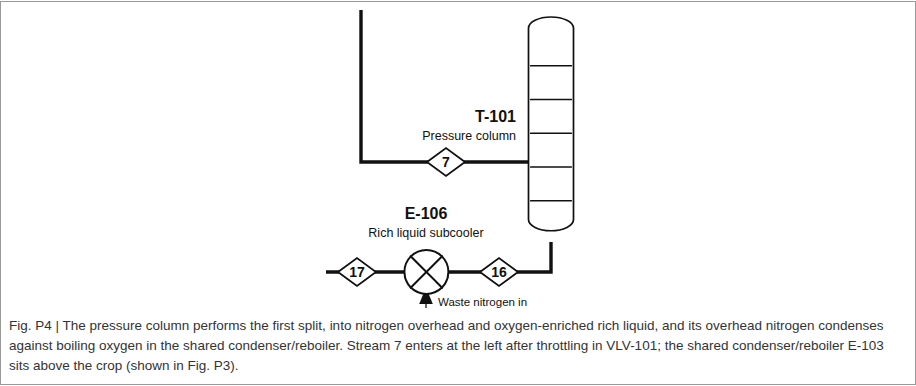 T-101
Pressure column
7
E-106
Rich liquid subcooler
17
16
Waste nitrogen in
Fig. P4 | The pressure column performs the first split, into nitrogen overhead and oxygen-enriched rich liquid, and its overhead nitrogen condenses
against boiling oxygen in the shared condenser/reboiler. Stream 7 enters at the left after throttling in VLV-101; the shared condenser/reboiler E-103
sits above the crop (shown in Fig. P3).